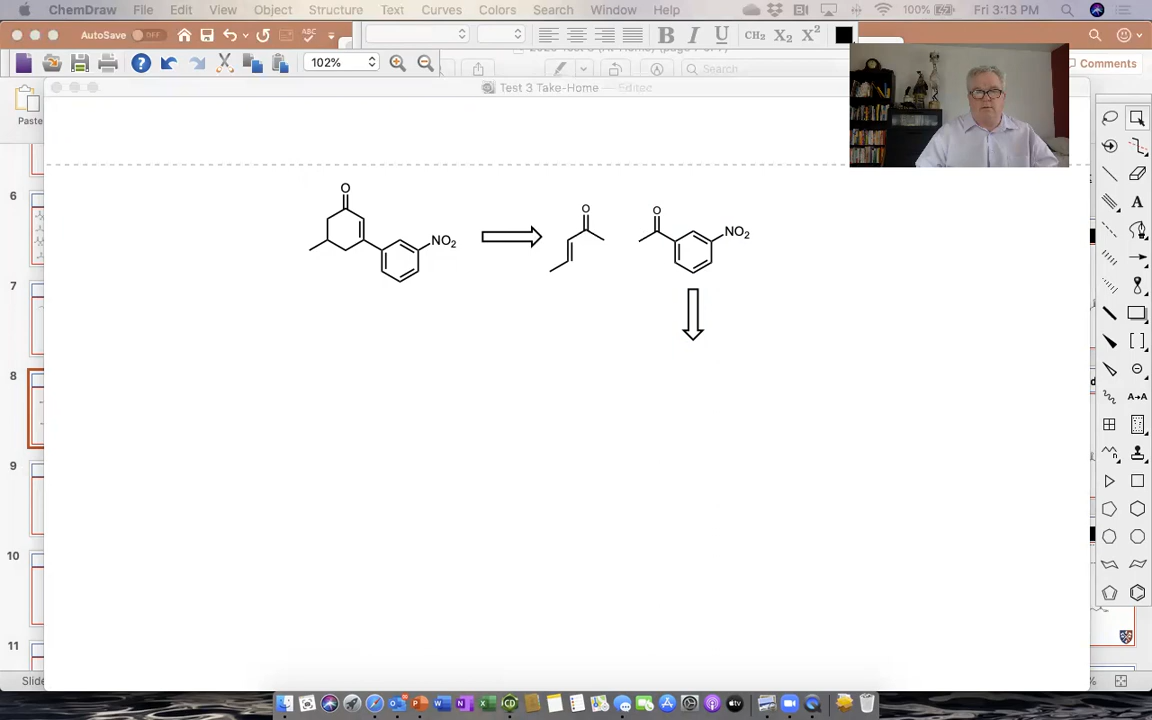 ChemDraw File Edit View Object Structure Text Curves Colors Search Window Help 100% Fri 3:13 PM
AutoSave OFF
B I U CH2 X2 X2
102%
Search
Comments
Test 3 Take-Home — Edited
Paste
A
6
O
O
O
NO2
NO2
7
8
A→A
9
10
11
Slide
%